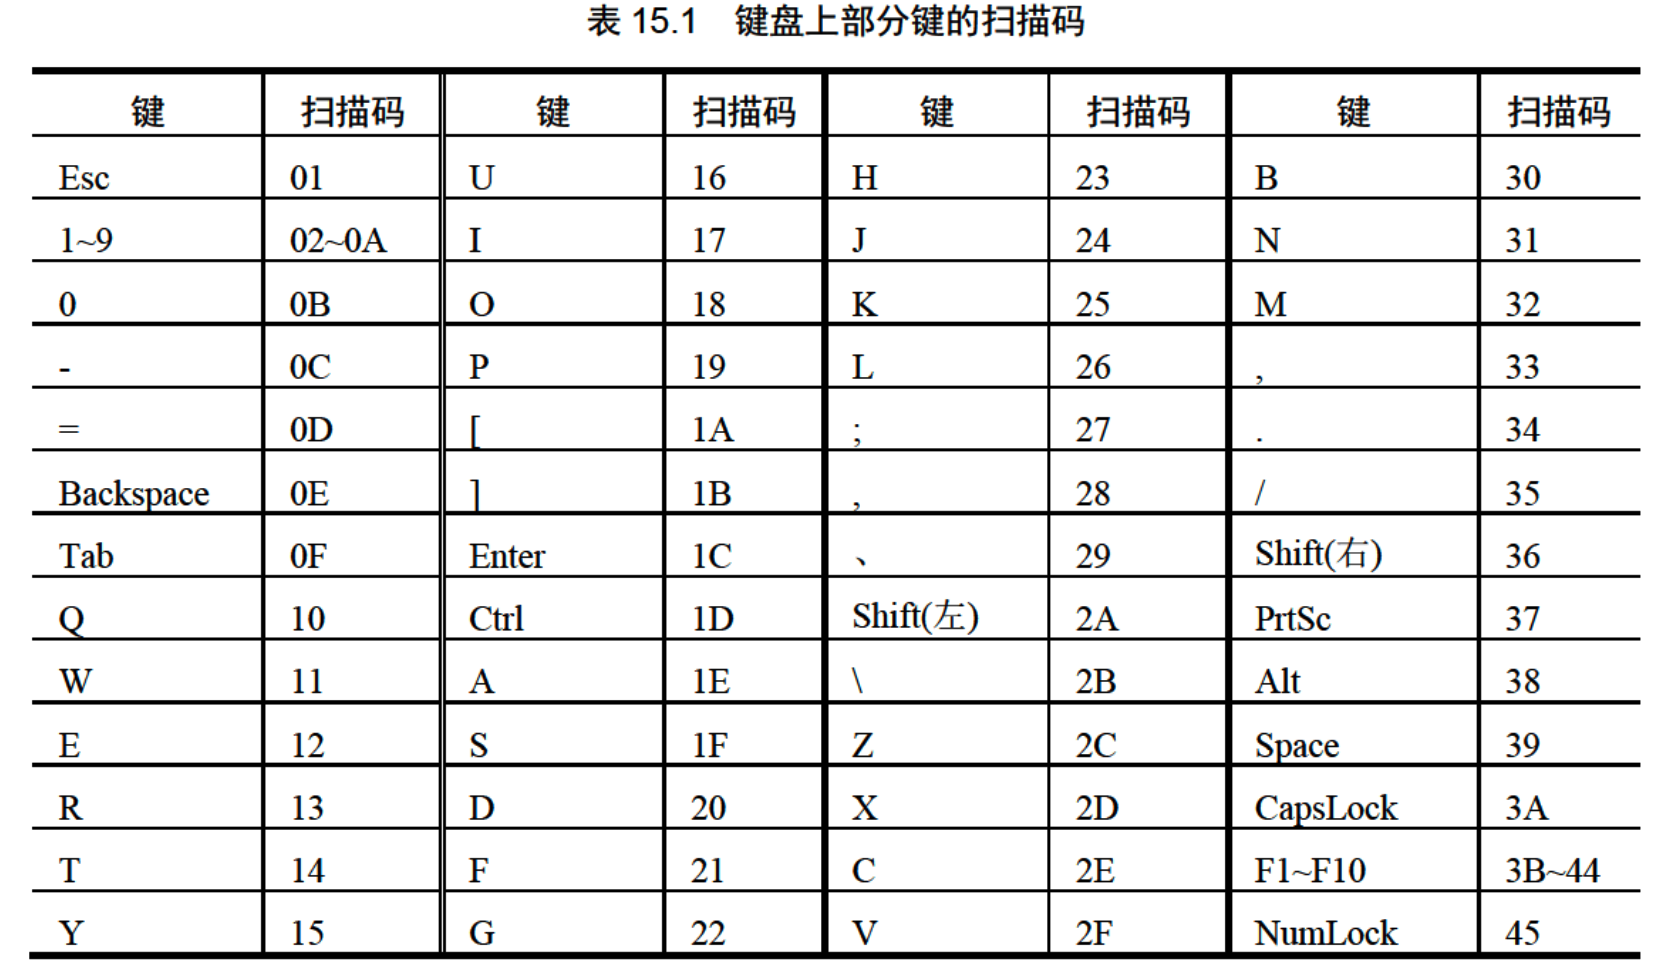 表 15.1 键盘上部分键的扫描码
键 扫描码 键 扫描码 键 扫描码 键 扫描码
Esc 01 U 16 H 23 B 30
1~9 02~0A I 17 J 24 N 31
0 0B O 18 K 25 M 32
- 0C P 19 L 26 , 33
= 0D [ 1A ; 27 . 34
Backspace 0E ] 1B , 28 / 35
Tab 0F Enter 1C 、 29 Shift(右) 36
Q 10 Ctrl 1D Shift(左) 2A PrtSc 37
W 11 A 1E \ 2B Alt 38
E 12 S 1F Z 2C Space 39
R 13 D 20 X 2D CapsLock 3A
T 14 F 21 C 2E F1~F10 3B~44
Y 15 G 22 V 2F NumLock 45